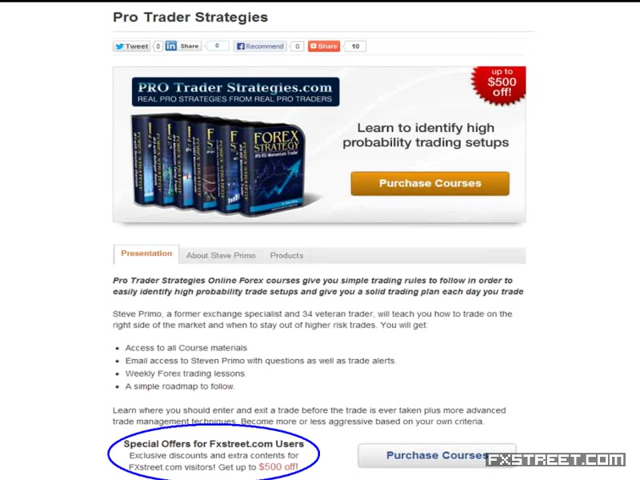 Pro Trader Strategies
Tweet 0 Share 0 Recommend 0 Share 10
up to
$500
off!
PRO Trader Strategies.com
REAL PRO STRATEGIES FROM REAL PRO TRADERS
FOREX
STRATEGY
Learn to identify high
probability trading setups
Purchase Courses
Presentation About Steve Primo Products
Pro Trader Strategies Online Forex courses give you simple trading rules to follow in order to
easily identify high probability trade setups and give you a solid trading plan each day you trade
Steve Primo, a former exchange specialist and 34 veteran trader, will teach you how to trade on the
right side of the market and when to stay out of higher risk trades. You will get:
Access to all Course materials
Email access to Steven Primo with questions as well as trade alerts.
Weekly Forex trading lessons.
A simple roadmap to follow.
Learn where you should enter and exit a trade before the trade is ever taken plus more advanced
trade management techniques. Become more or less aggressive based on your own criteria.
Special Offers for Fxstreet.com Users
Exclusive discounts and extra contents for
FXstreet.com visitors! Get up to $500 off!
Purchase Courses
FXSTREET.COM